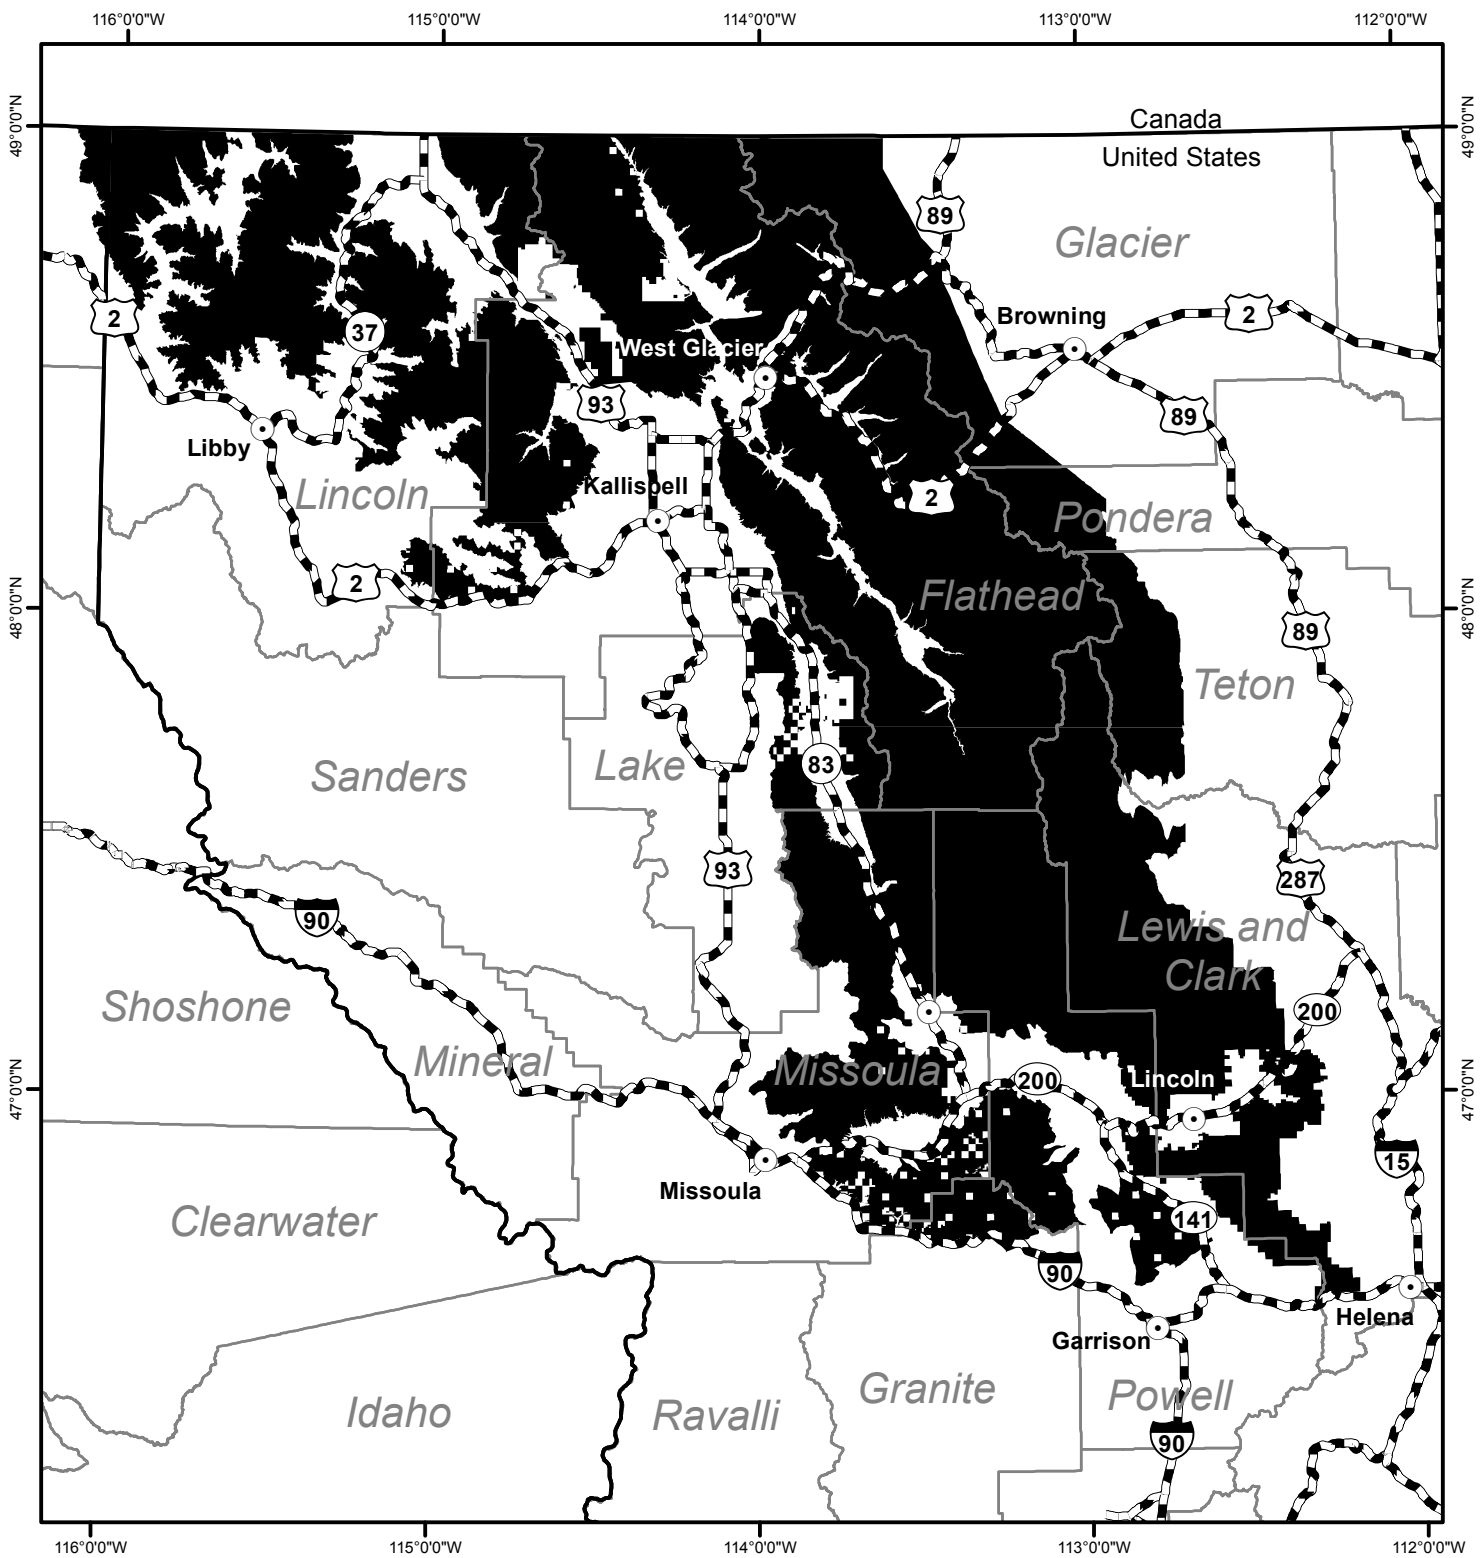 116°0'0"W 115°0'0"W 114°0'0"W 113°0'0"W 112°0'0"W
49°0'0"N
49°0'0"N
Canada
United States
89
Glacier
2
37
Browning
2
West Glacier
93
89
Libby
Kallispell
Lincoln
2
Pondera
2
Flathead
48°0'0"N
48°0'0"N
89
Teton
Sanders
Lake
83
93
287
90
Lewis and
Clark
Shoshone
200
Mineral
Missoula
200
Lincoln
47°0'0"N
47°0'0"N
15
Missoula
Clearwater
141
90
Helena
Garrison
Granite
Powell
Idaho
Ravalli
90
116°0'0"W 115°0'0"W 114°0'0"W 113°0'0"W 112°0'0"W